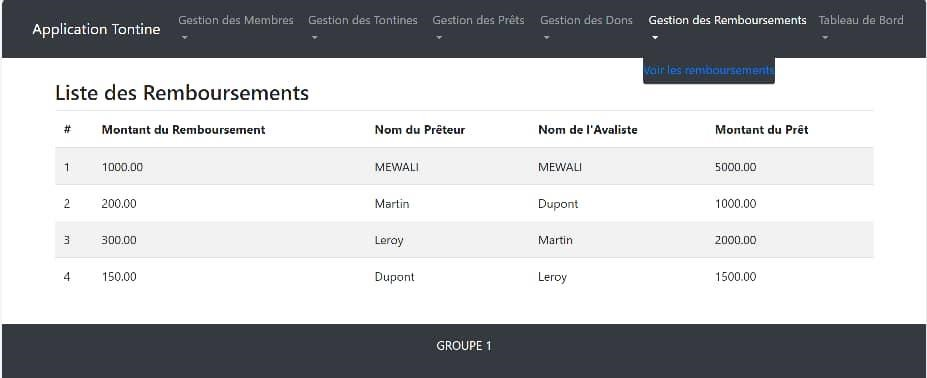 Application Tontine
Gestion des Membres
Gestion des Tontines
Gestion des Prêts
Gestion des Dons
Gestion des Remboursements
Tableau de Bord
Voir les remboursements
Liste des Remboursements
# Montant du Remboursement Nom du Prêteur Nom de l'Avaliste Montant du Prêt
1 1000.00 MEWALI MEWALI 5000.00
2 200.00 Martin Dupont 1000.00
3 300.00 Leroy Martin 2000.00
4 150.00 Dupont Leroy 1500.00
GROUPE 1